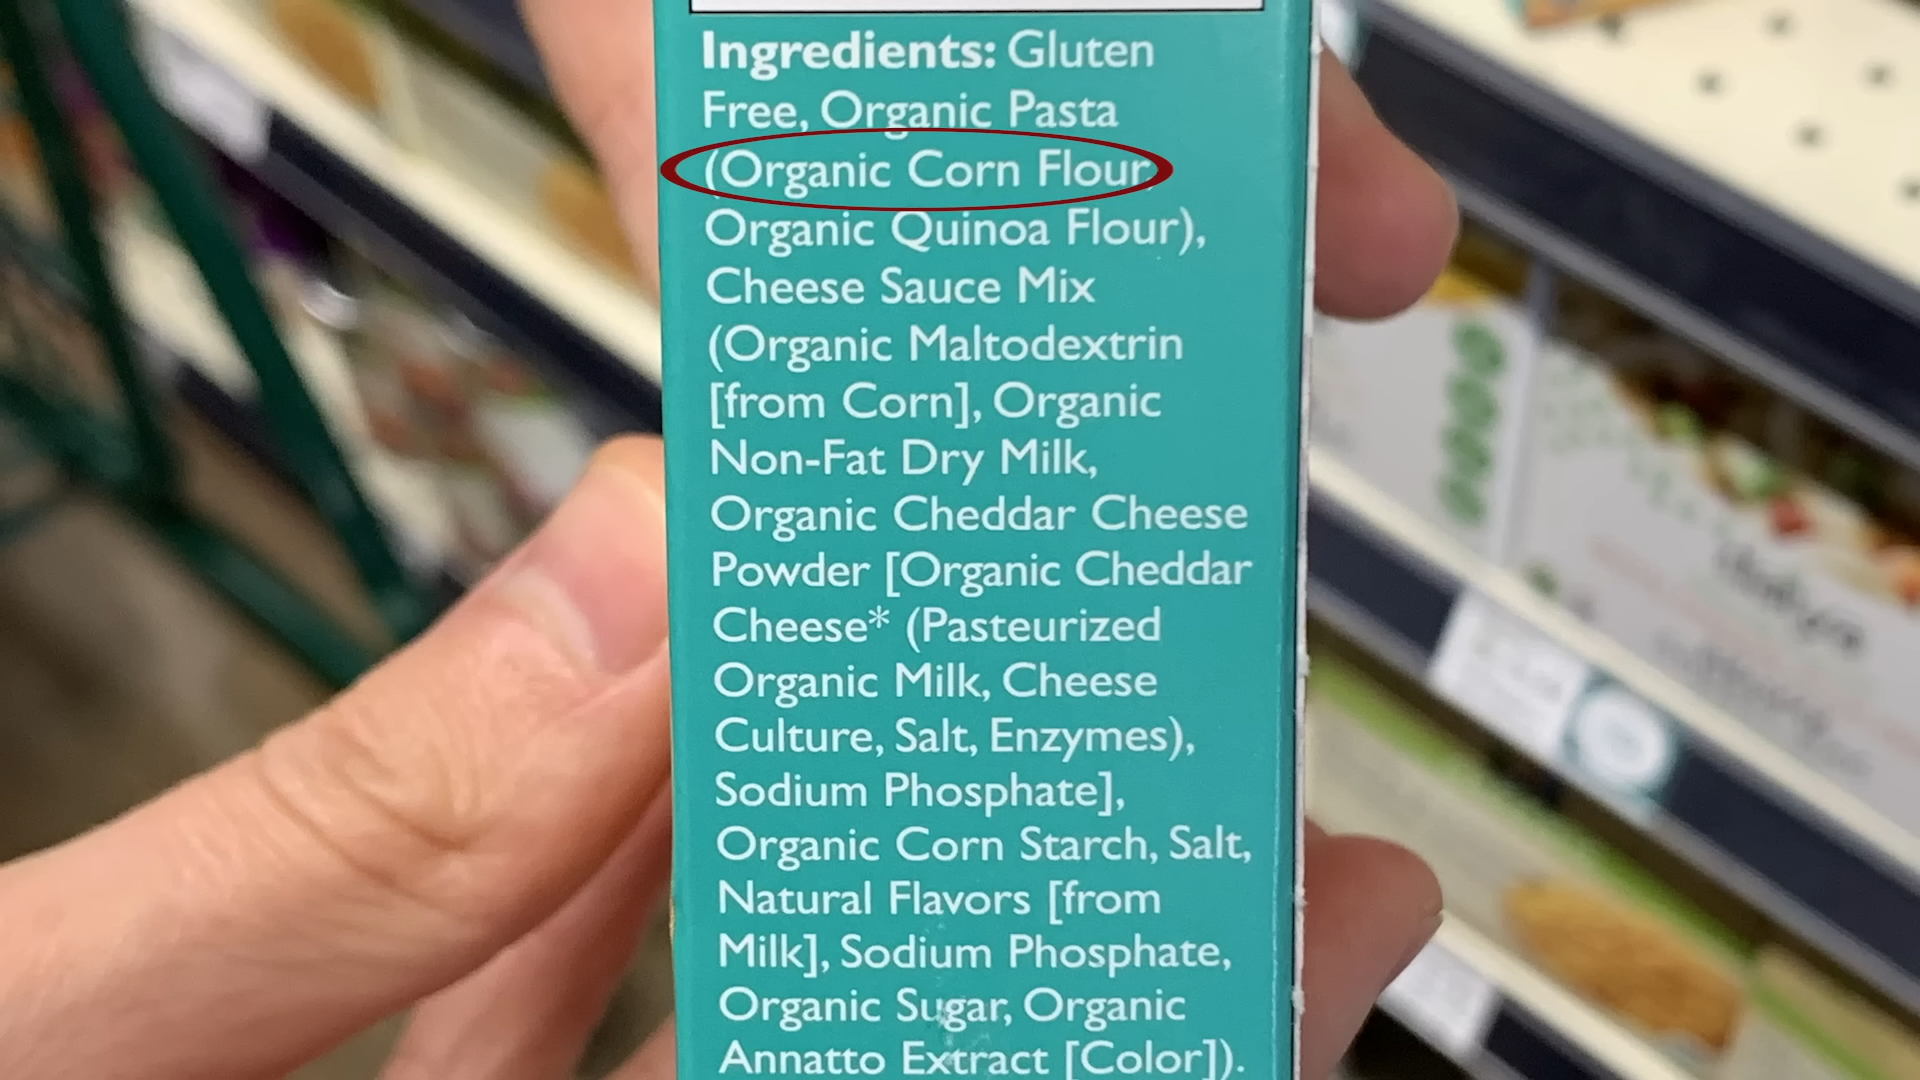 Ingredients: Gluten
Free, Organic Pasta
(Organic Corn Flour,
Organic Quinoa Flour),
Cheese Sauce Mix
(Organic Maltodextrin
[from Corn], Organic
Non-Fat Dry Milk,
Organic Cheddar Cheese
Powder [Organic Cheddar
Cheese* (Pasteurized
Organic Milk, Cheese
Culture, Salt, Enzymes),
Sodium Phosphate],
Organic Corn Starch, Salt,
Natural Flavors [from
Milk], Sodium Phosphate,
Organic Sugar, Organic
Annatto Extract [Color]).